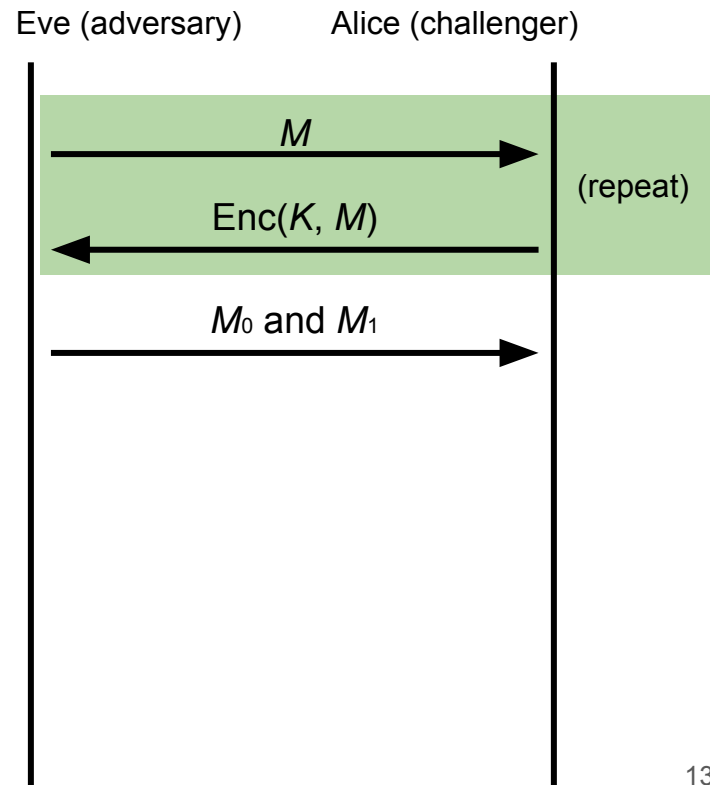 Eve (adversary) Alice (challenger)
M
(repeat)
Enc(K, M)
M₀ and M₁
13